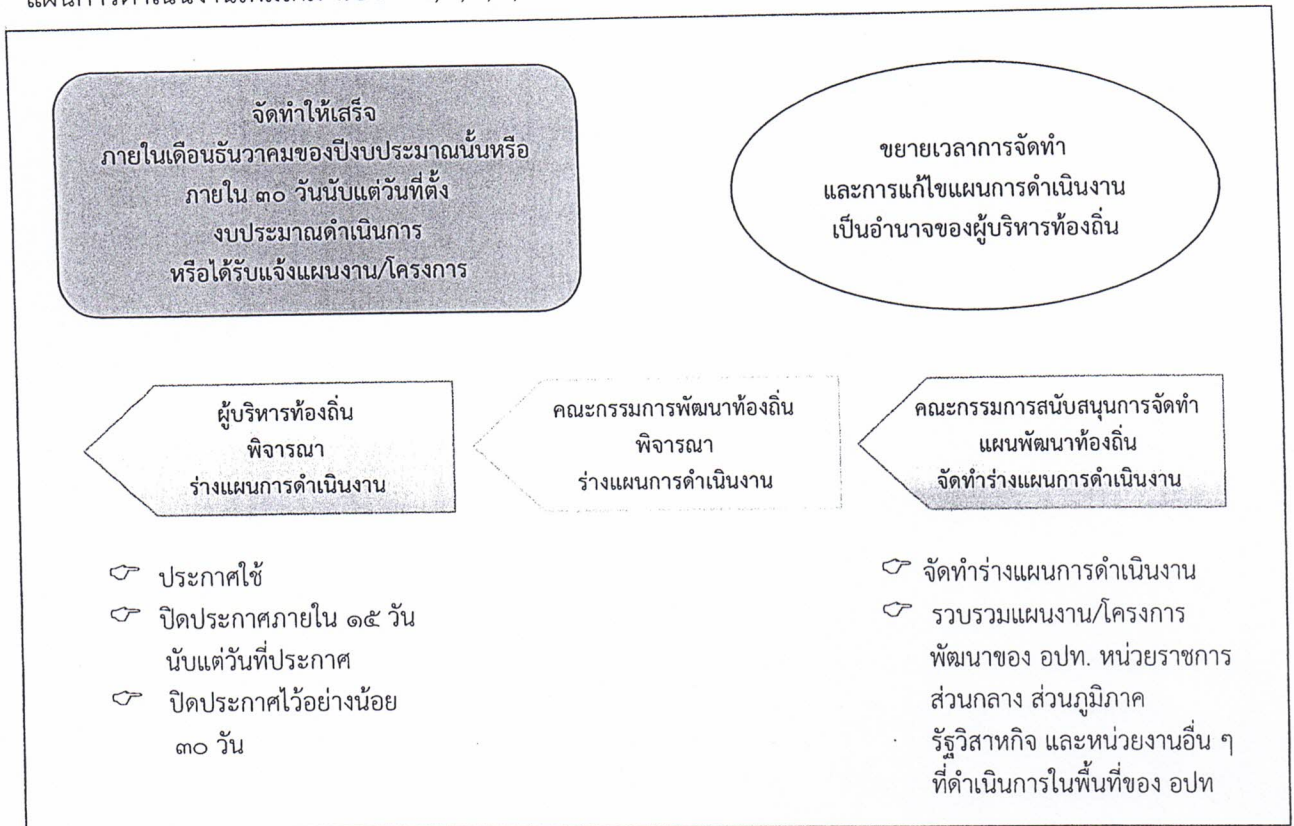 จัดทำให้เสร็จ
ภายในเดือนธันวาคมของปีงบประมาณนั้นหรือ
ภายใน ๓๐ วันนับแต่วันที่ตั้ง
งบประมาณดำเนินการ
หรือได้รับแจ้งแผนงาน/โครงการ
ขยายเวลาการจัดทำ
และการแก้ไขแผนการดำเนินงาน
เป็นอำนาจของผู้บริหารท้องถิ่น
ผู้บริหารท้องถิ่น
พิจารณา
ร่างแผนการดำเนินงาน
คณะกรรมการพัฒนาท้องถิ่น
พิจารณา
ร่างแผนการดำเนินงาน
คณะกรรมการสนับสนุนการจัดทำ
แผนพัฒนาท้องถิ่น
จัดทำร่างแผนการดำเนินงาน
ประกาศใช้
ปิดประกาศภายใน ๑๕ วัน
นับแต่วันที่ประกาศ
ปิดประกาศไว้อย่างน้อย
๓๐ วัน
จัดทำร่างแผนการดำเนินงาน
รวบรวมแผนงาน/โครงการ
พัฒนาของ อปท. หน่วยราชการ
ส่วนกลาง ส่วนภูมิภาค
รัฐวิสาหกิจ และหน่วยงานอื่น ๆ
ที่ดำเนินการในพื้นที่ของ อปท